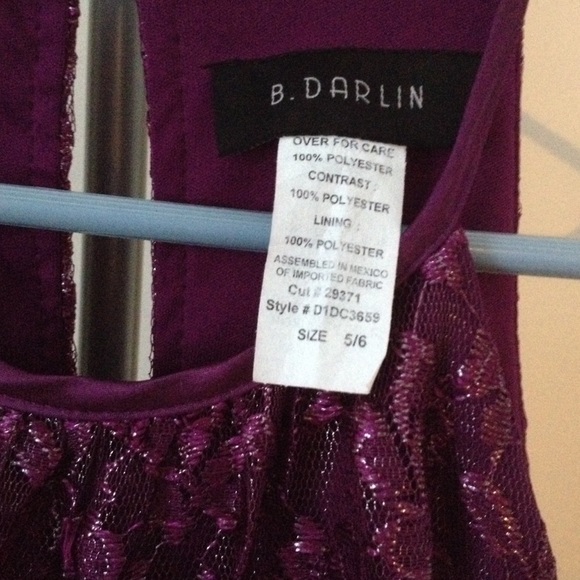 B. DARLIN
OVER FOR CARE
100% POLYESTER
CONTRAST :
100% POLYESTER
LINING :
100% POLYESTER
ASSEMBLED IN MEXICO
OF IMPORTED FABRIC
Cut # 29371
Style # D1DC3659
SIZE 5/6